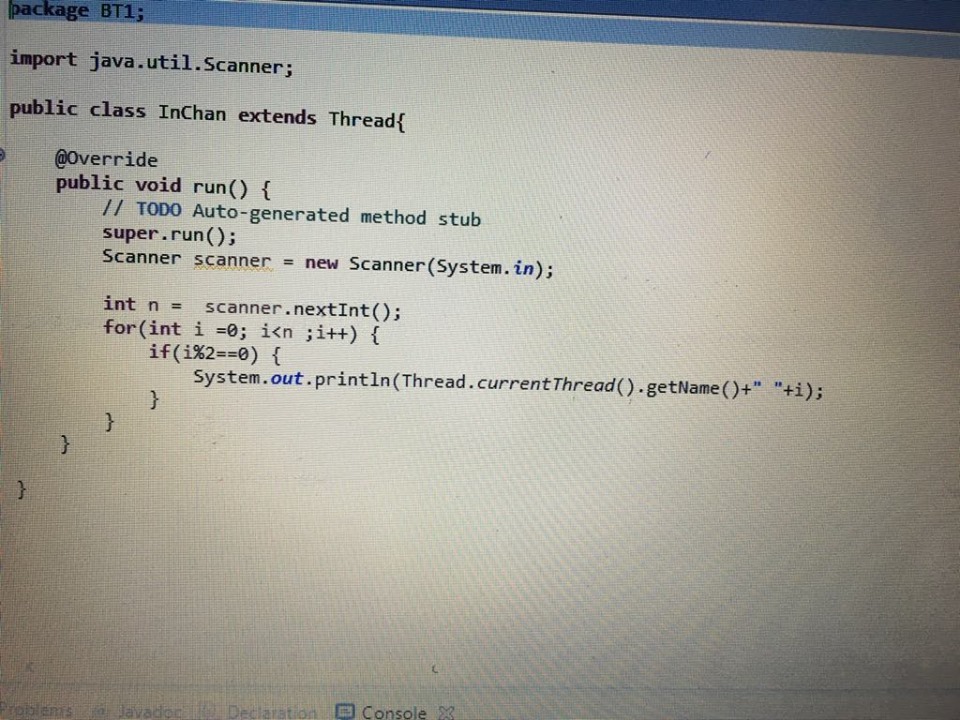 package BT1;
import java.util.Scanner;
public class InChan extends Thread{
@Override
public void run() {
// TODO Auto-generated method stub
super.run();
Scanner scanner = new Scanner(System.in);
int n =  scanner.nextInt();
for(int i =0; i<n ;i++) {
if(i%2==0) {
System.out.println(Thread.currentThread().getName()+" "+i);
}
}
}
}
Problems Javadoc Declaration Console